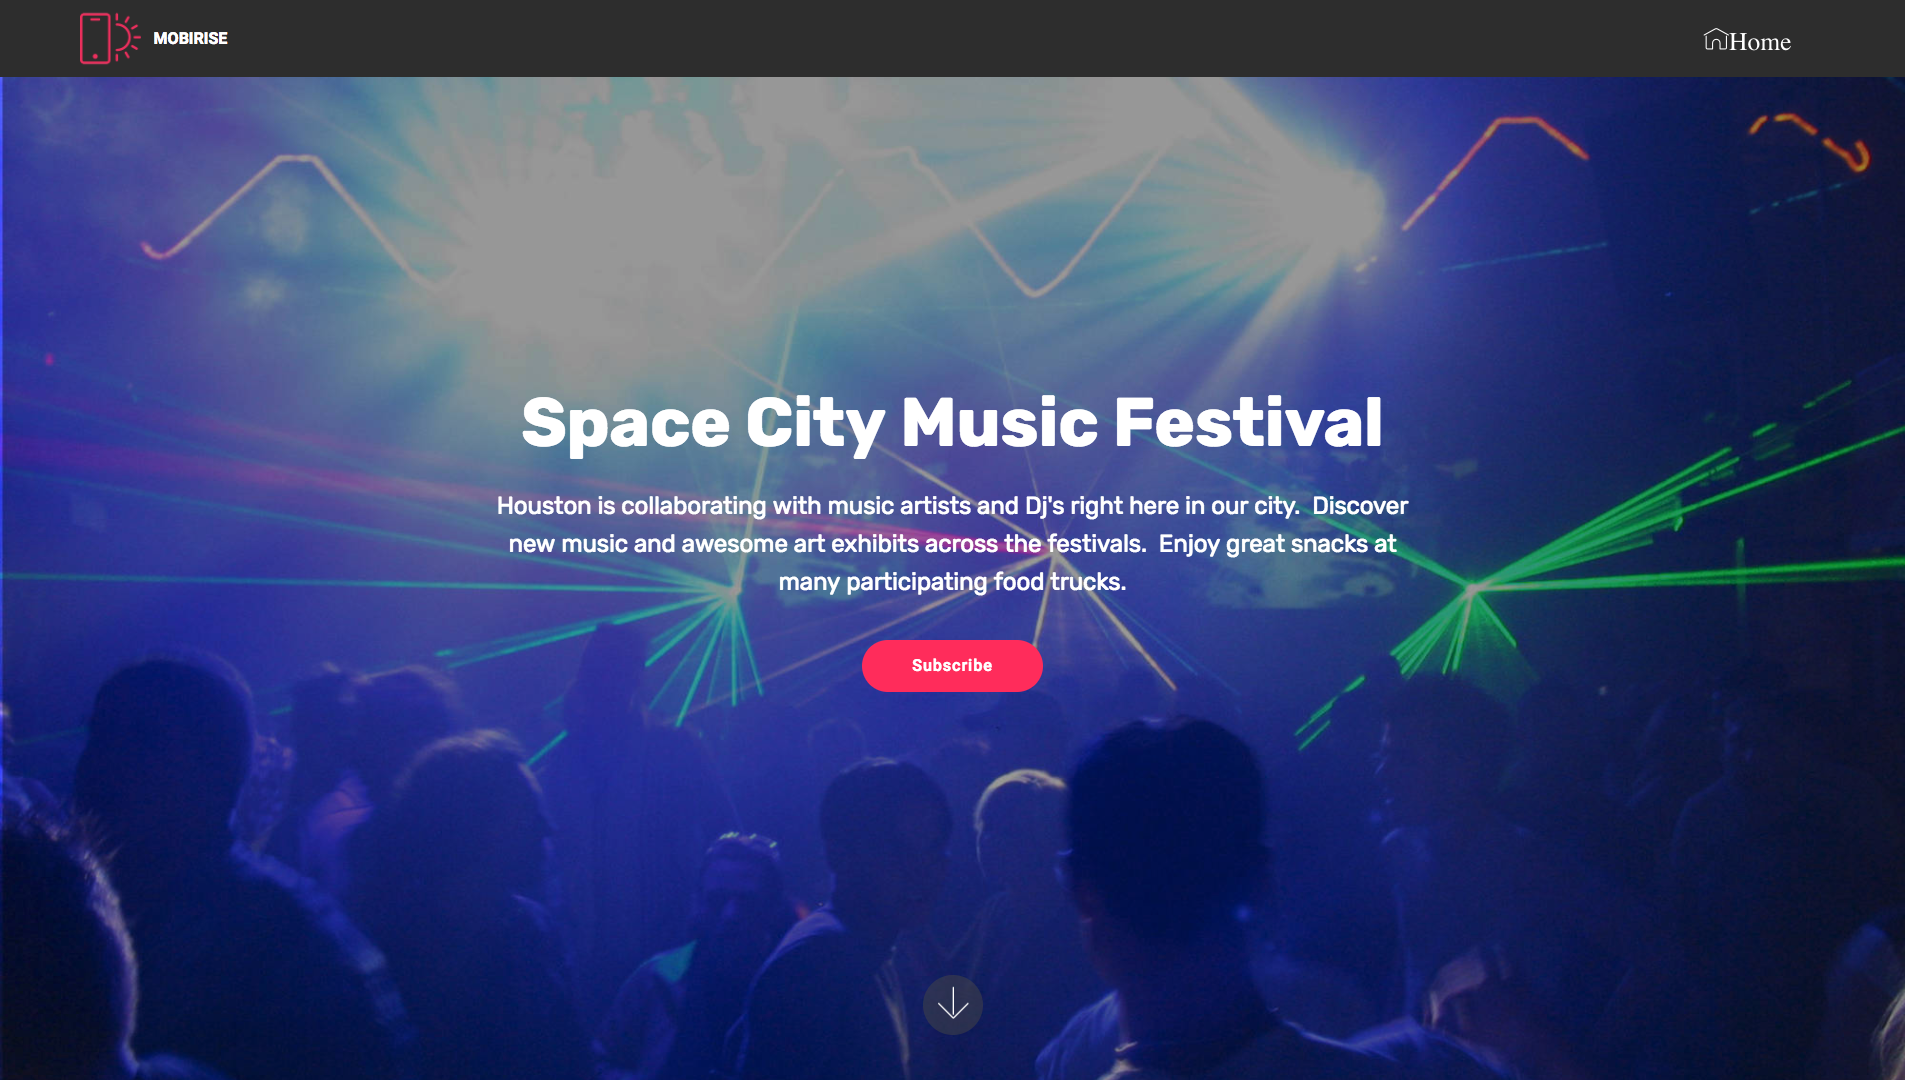 MOBIRISE
Home
Space City Music Festival
Houston is collaborating with music artists and Dj's right here in our city.  Discover
new music and awesome art exhibits across the festivals.  Enjoy great snacks at
many participating food trucks.
Subscribe